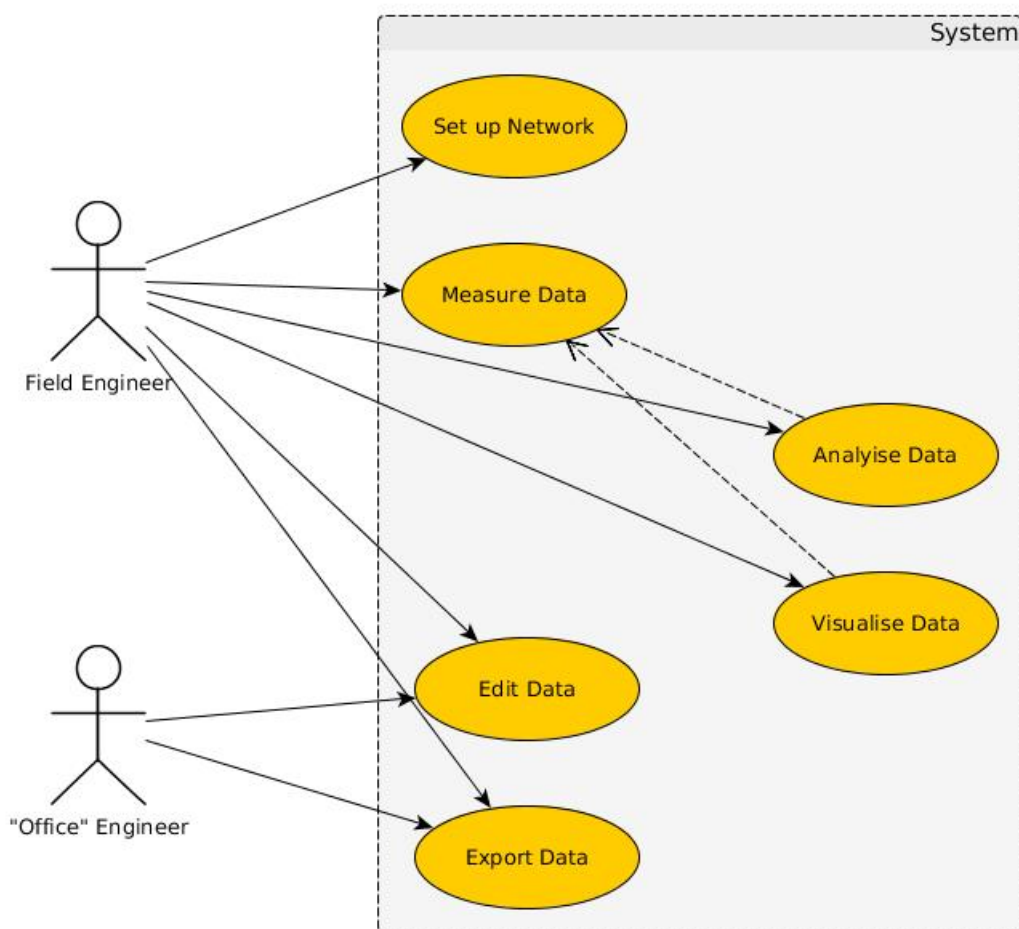 System
Set up Network
Measure Data
Field Engineer
Analyise Data
Visualise Data
Edit Data
"Office" Engineer
Export Data